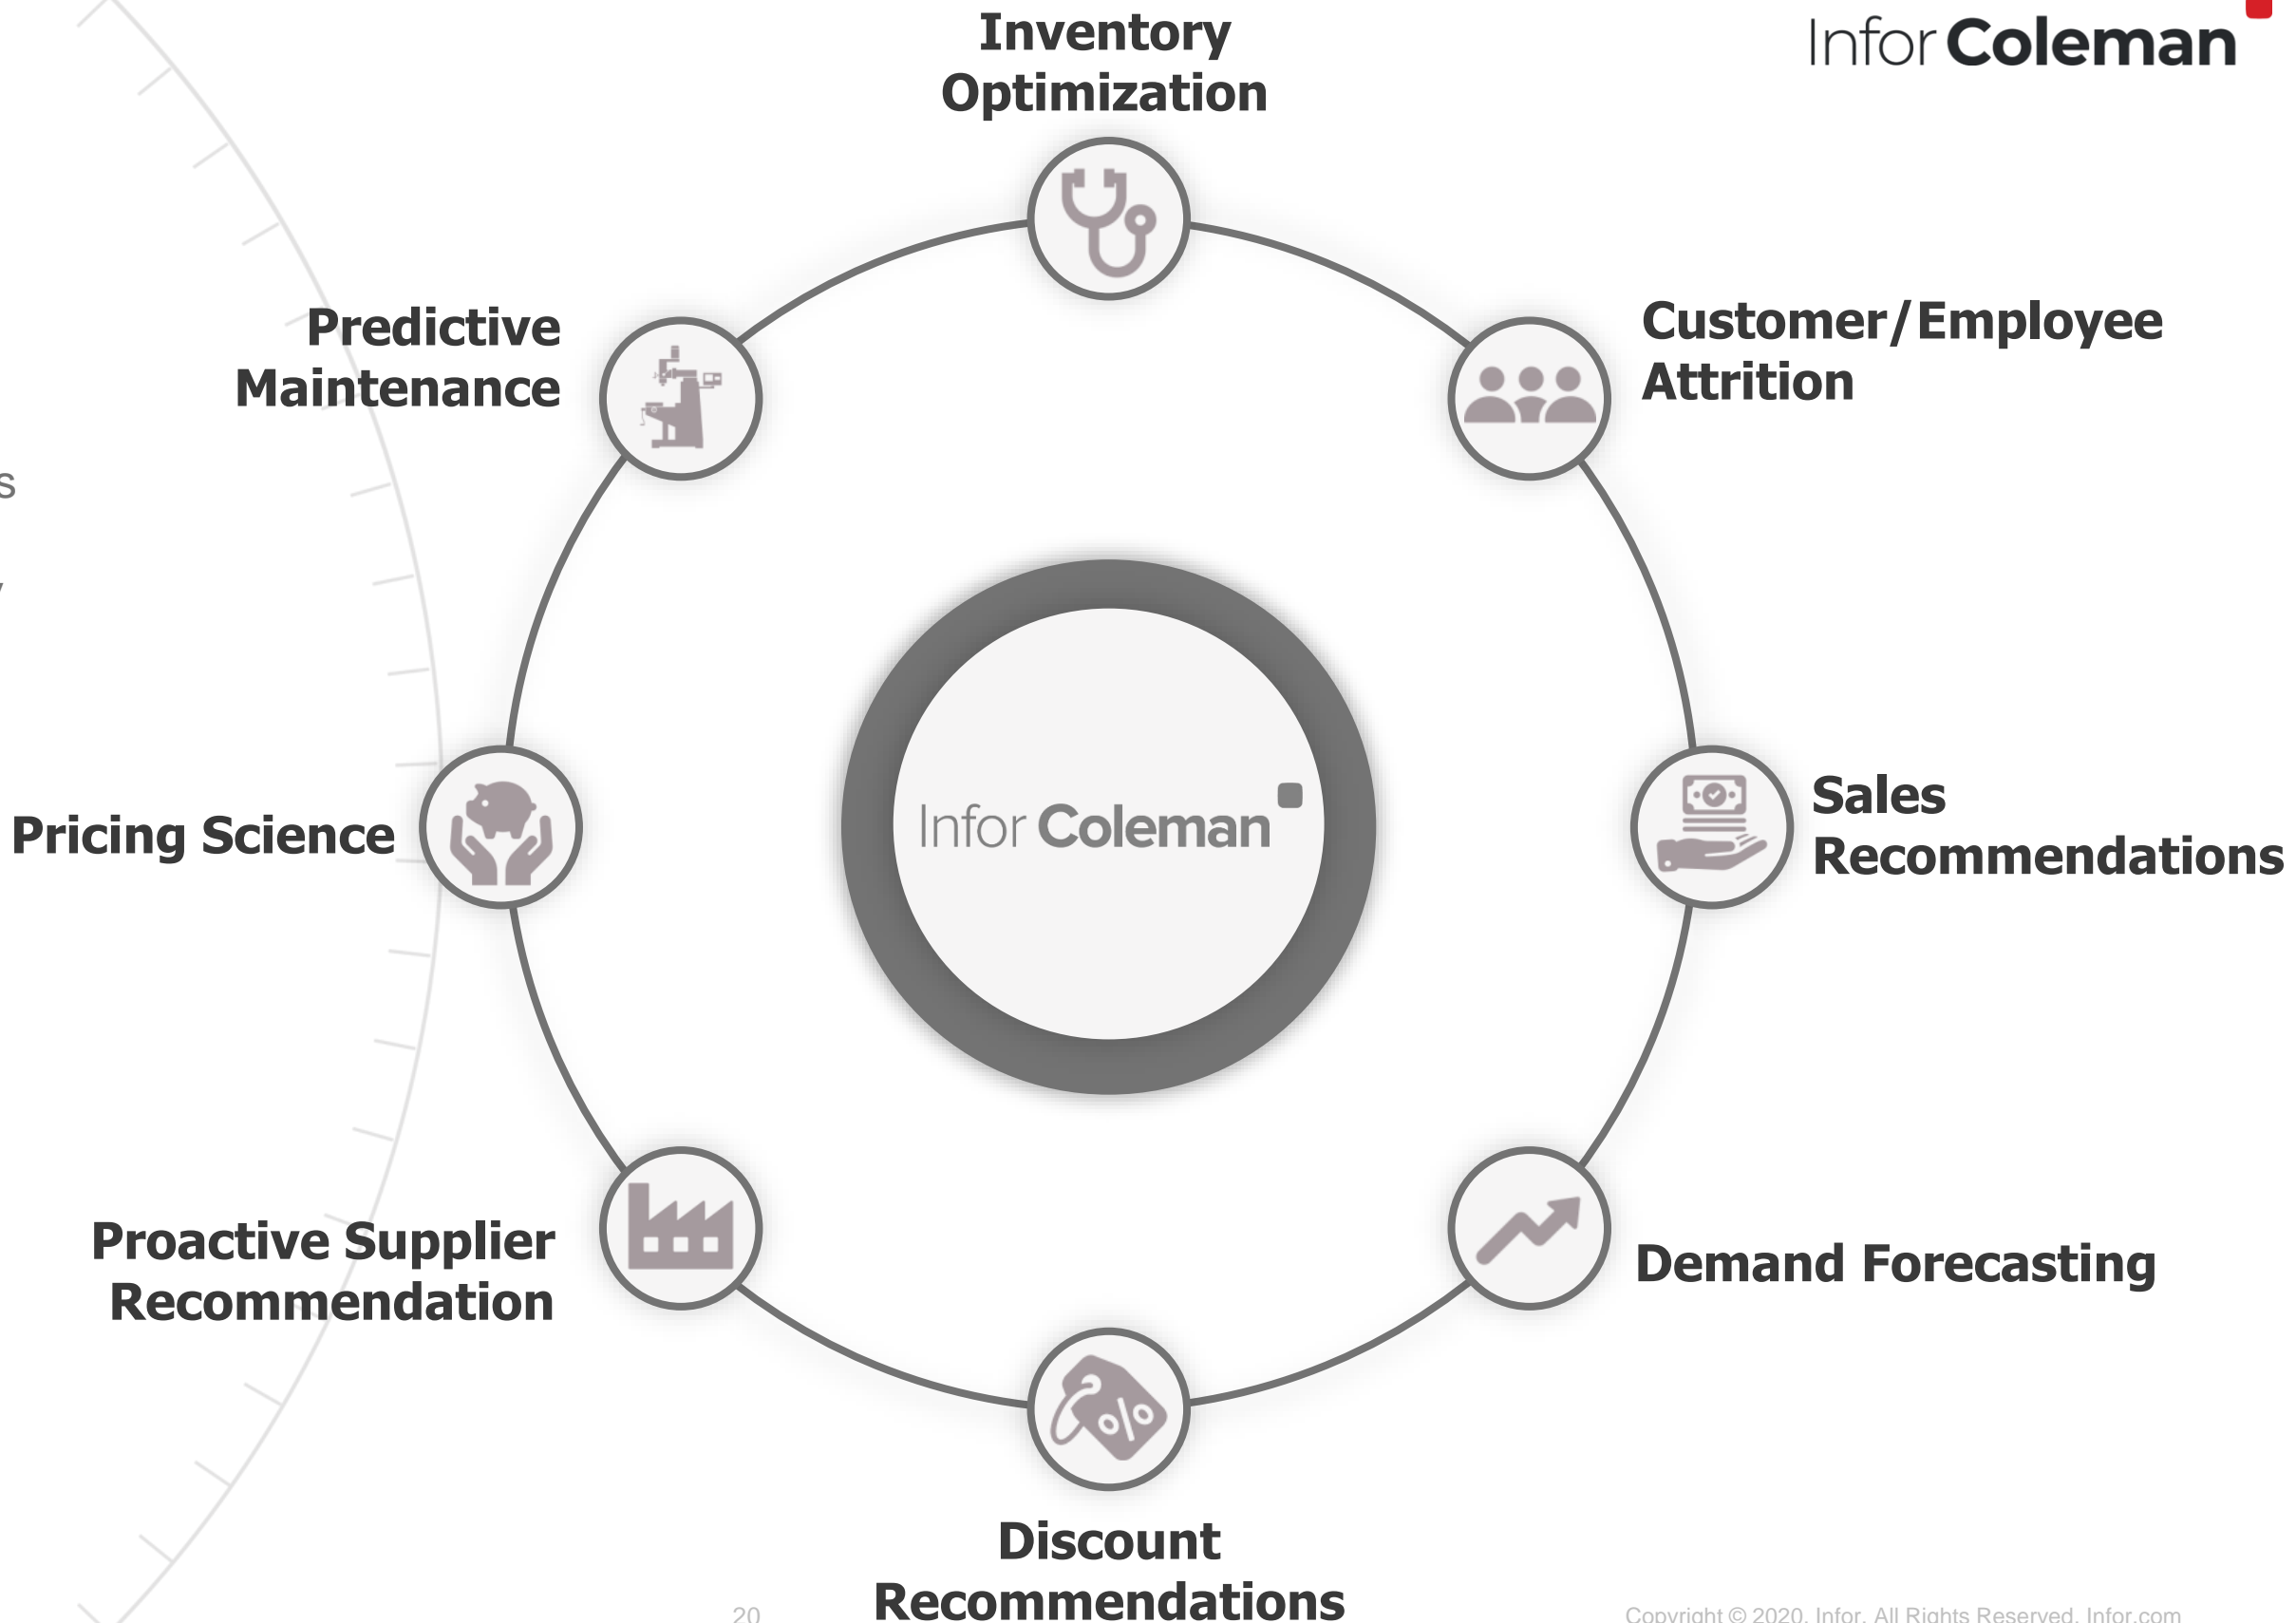 Infor Coleman
Inventory
Optimization
Predictive
Maintenance
Customer/Employee
Attrition
Pricing Science
Infor Coleman
Sales
Recommendations
Proactive Supplier
Recommendation
Demand Forecasting
Discount
Recommendations
20
Copyright © 2020. Infor. All Rights Reserved. Infor.com